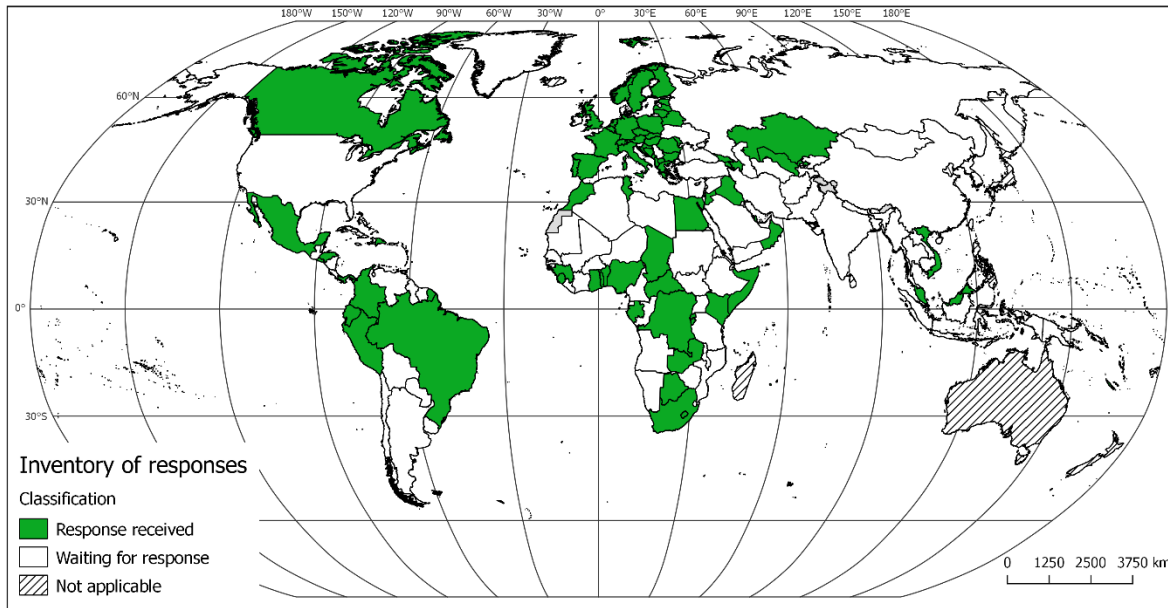 180°W 150°W 120°W 90°W 60°W 30°W 0° 30°E 60°E 90°E 120°E 150°E 180°E
60°N
30°N
0°
30°S
Inventory of responses
Classification
Response received
Waiting for response
Not applicable
0 1250 2500 3750 km